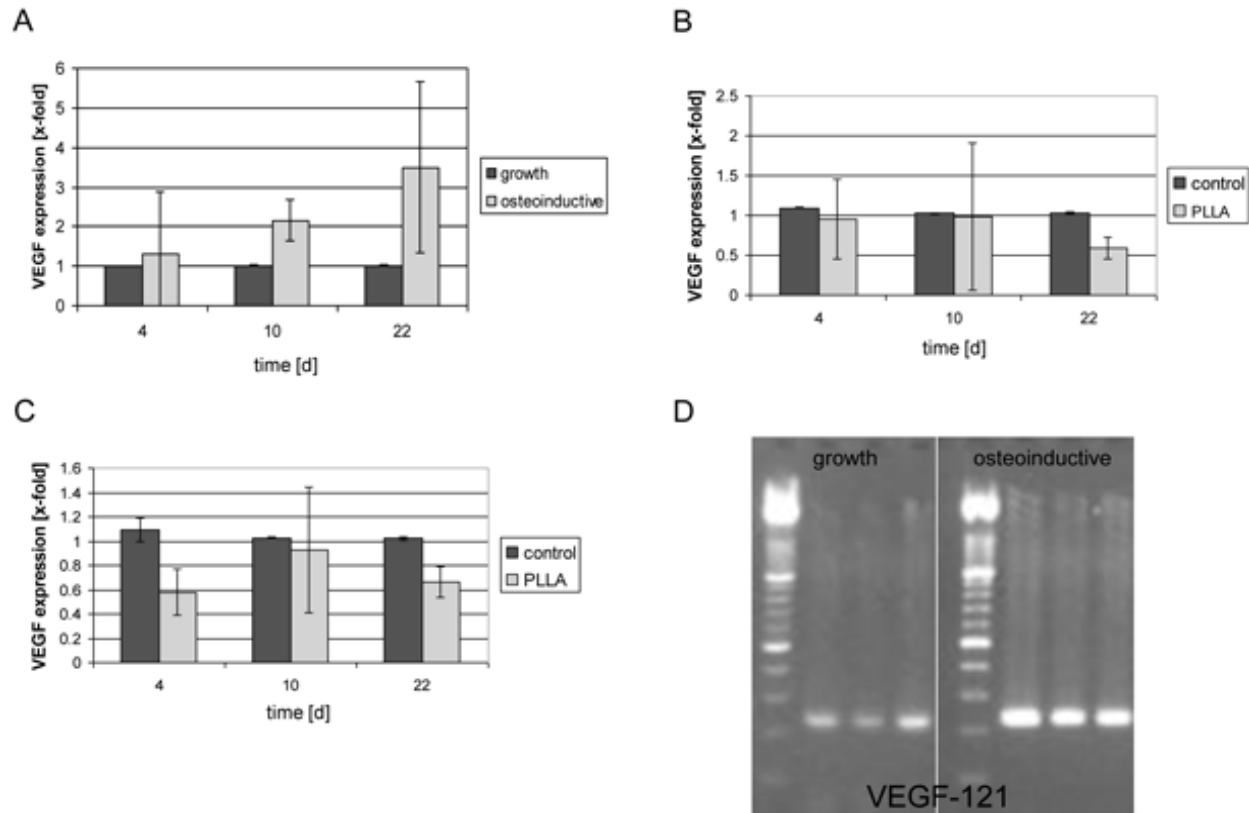 A
VEGF expression [x-fold]
6
5
4
3
2
1
0
4
10
22
time [d]
growth
osteoinductive
B
VEGF expression [x-fold]
2.5
2
1.5
1
0.5
0
4
10
22
time [d]
control
PLLA
C
VEGF expression [x-fold]
1.6
1.4
1.2
1
0.8
0.6
0.4
0.2
0
4
10
22
time [d]
control
PLLA
D
growth
osteoinductive
VEGF-121